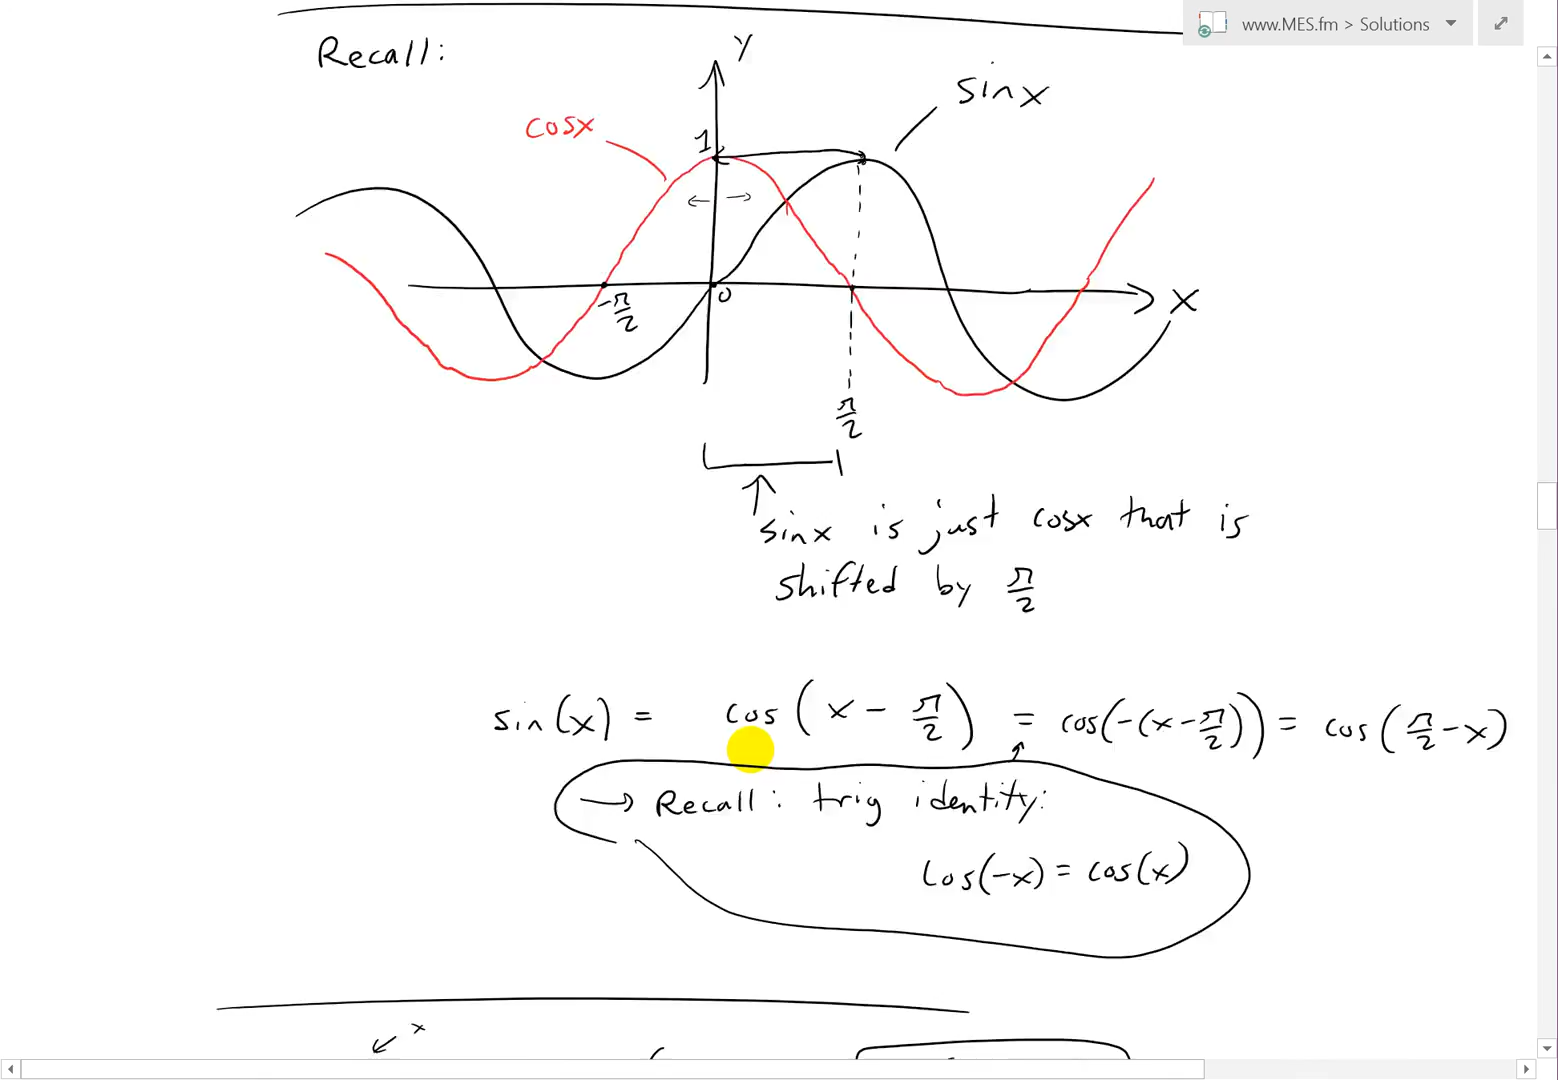 www.MES.fm > Solutions
Recall:
y
sinx
cosx
1
0
x
-π/2
π/2
sinx is just cosx that is
shifted by π/2
sin(x) = cos(x - π/2) = cos(-(x-π/2)) = cos(π/2-x)
→ Recall: trig identity:
cos(-x) = cos(x)
x